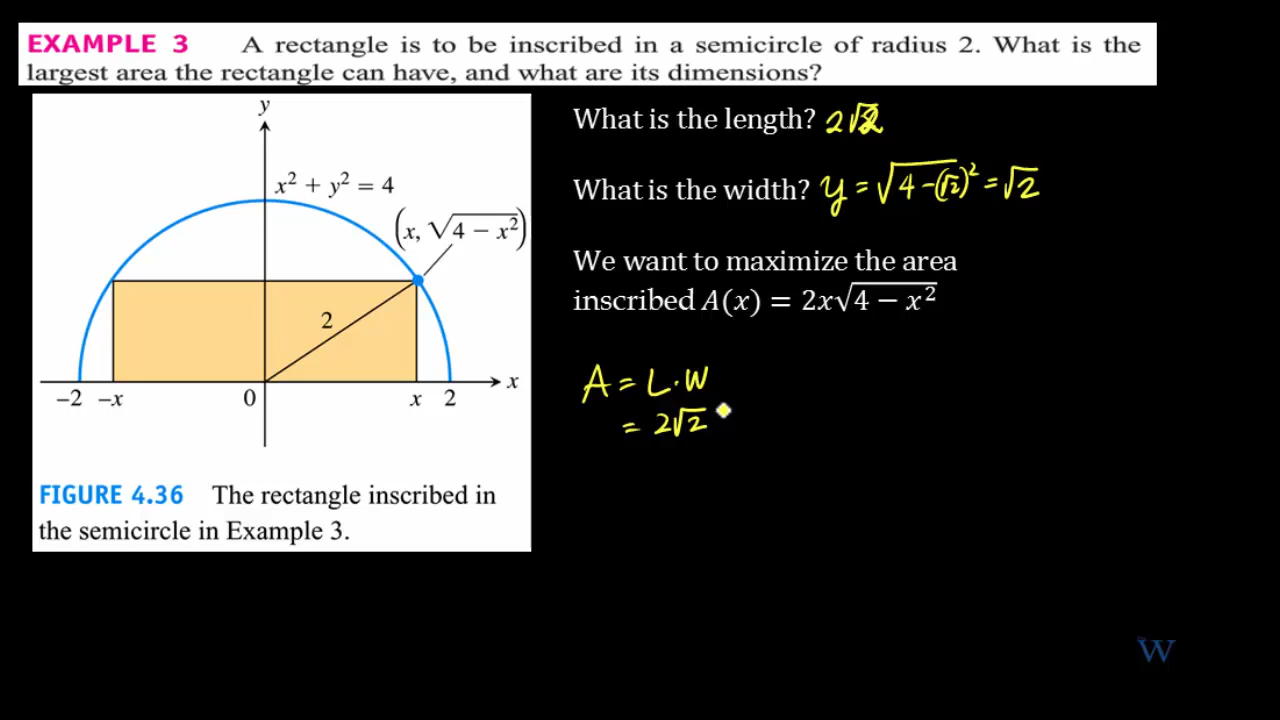 EXAMPLE 3 A rectangle is to be inscribed in a semicircle of radius 2. What is the
largest area the rectangle can have, and what are its dimensions?
y
x² + y² = 4
(x, √(4 − x²))
2
−2 −x 0 x 2 x
FIGURE 4.36 The rectangle inscribed in
the semicircle in Example 3.
What is the length? 2√2
What is the width? y = √(4 − (√2)²) = √2
We want to maximize the area
inscribed A(x) = 2x√(4 − x²)
A = L · W
= 2√2
W